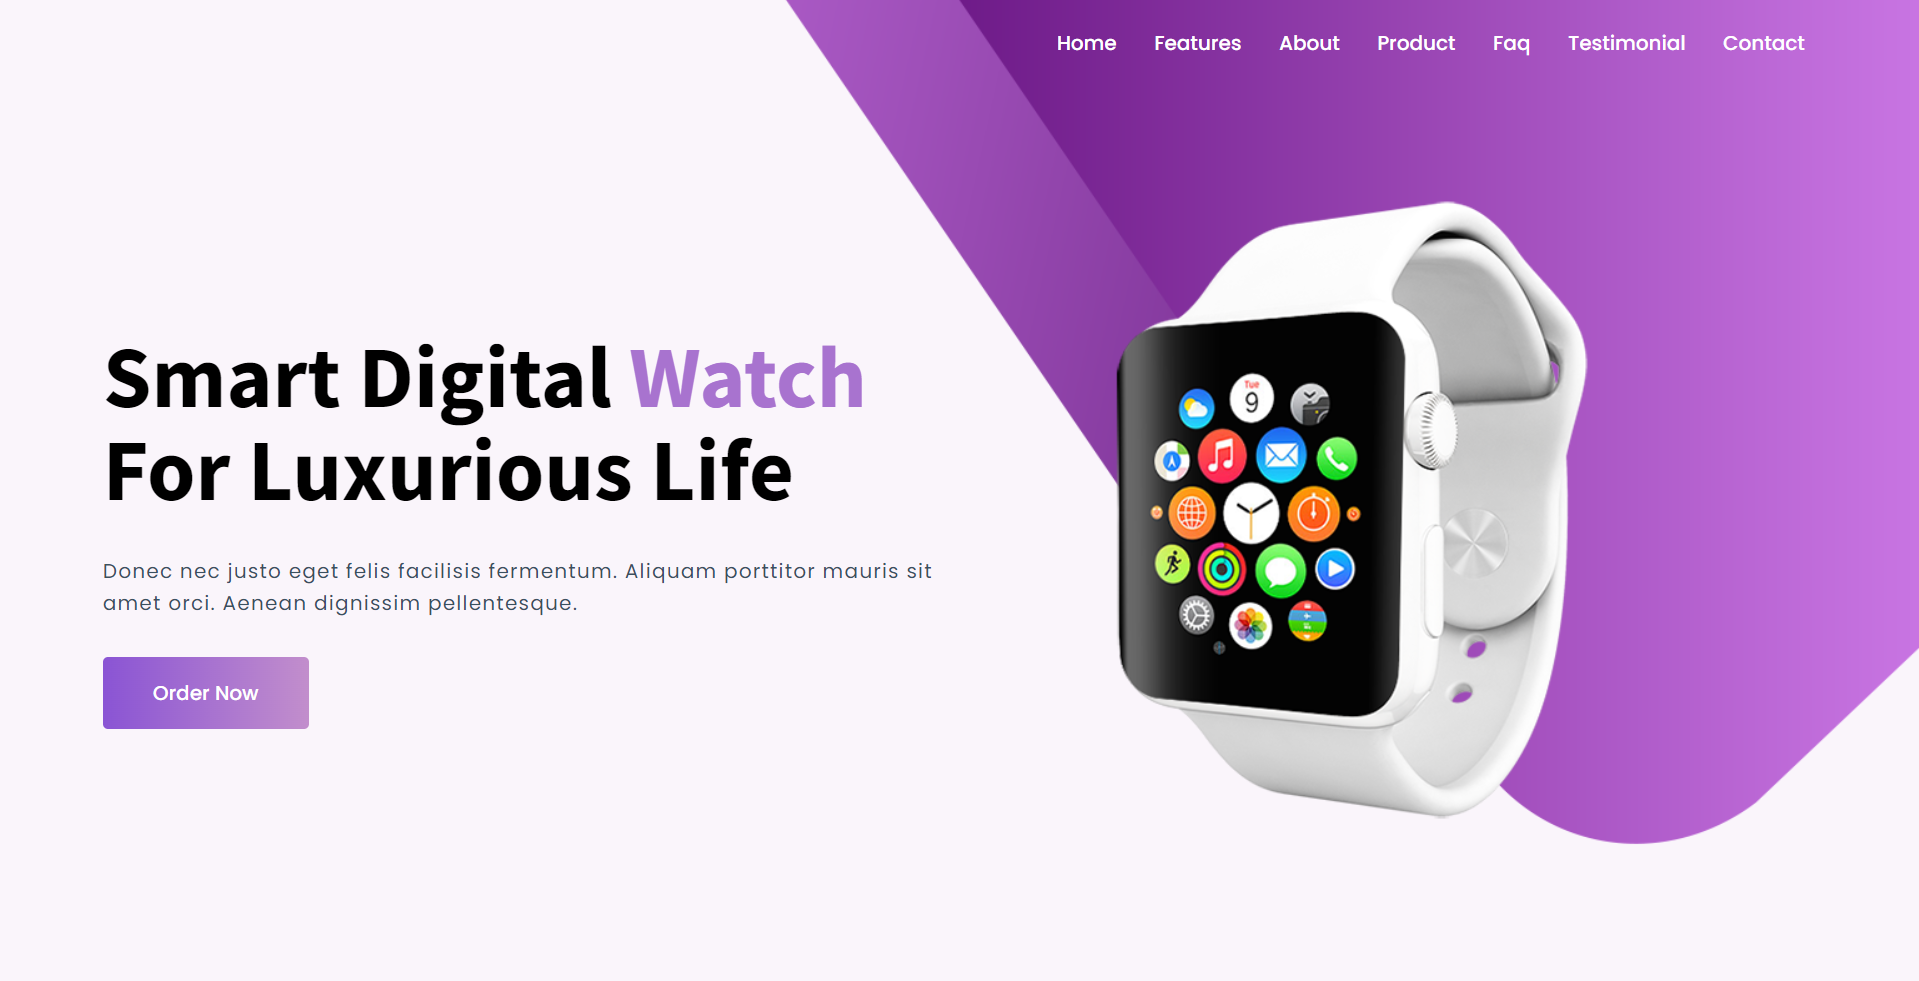 Home Features About Product Faq Testimonial Contact
Smart Digital Watch
For Luxurious Life
Donec nec justo eget felis facilisis fermentum. Aliquam porttitor mauris sit
amet orci. Aenean dignissim pellentesque.
Order Now
Tue
9